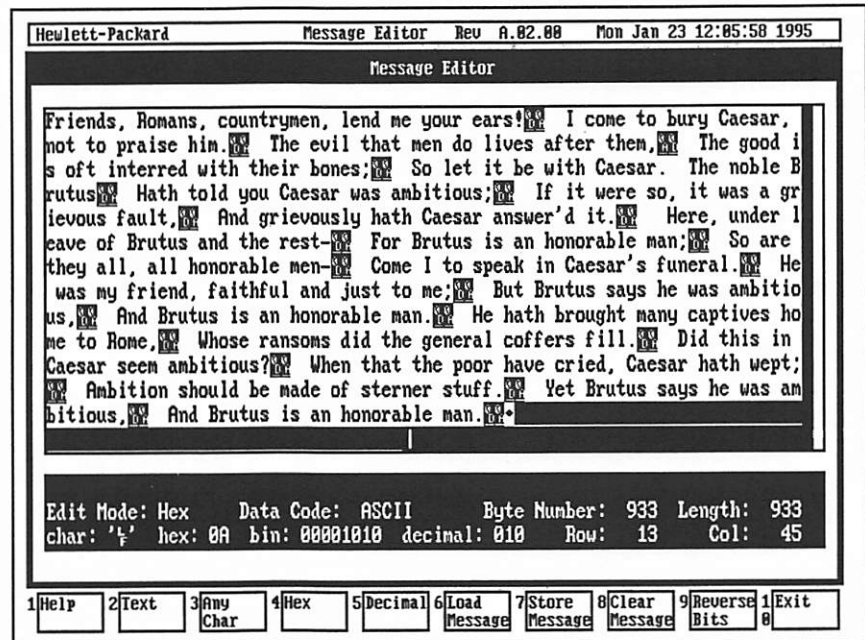 Hewlett-Packard Message Editor Rev A.02.00 Mon Jan 23 12:05:58 1995
Message Editor
Friends, Romans, countrymen, lend me your ears!␍␊ I come to bury Caesar,
not to praise him.␍␊ The evil that men do lives after them,␍␊ The good i
s oft interred with their bones;␍␊ So let it be with Caesar. The noble B
rutus␍␊ Hath told you Caesar was ambitious;␍␊ If it were so, it was a gr
ievous fault,␍␊ And grievously hath Caesar answer'd it.␍␊ Here, under l
eave of Brutus and the rest-␍␊ For Brutus is an honorable man;␍␊ So are
they all, all honorable men-␍␊ Come I to speak in Caesar's funeral.␍␊ He
was my friend, faithful and just to me;␍␊ But Brutus says he was ambitio
us,␍␊ And Brutus is an honorable man.␍␊ He hath brought many captives ho
me to Rome,␍␊ Whose ransoms did the general coffers fill.␍␊ Did this in
Caesar seem ambitious?␍␊ When that the poor have cried, Caesar hath wept;
␍␊ Ambition should be made of sterner stuff.␍␊ Yet Brutus says he was am
bitious,␍␊ And Brutus is an honorable man.␍␊
Edit Mode: Hex Data Code: ASCII Byte Number: 933 Length: 933
char: '␊' hex: 0A bin: 00001010 decimal: 010 Row: 13 Col: 45
1 Help 2 Text 3 Any 4 Hex 5 Decimal 6 Load 7 Store 8 Clear 9 Reverse 1 Exit
Char Message Message Message Bits 0